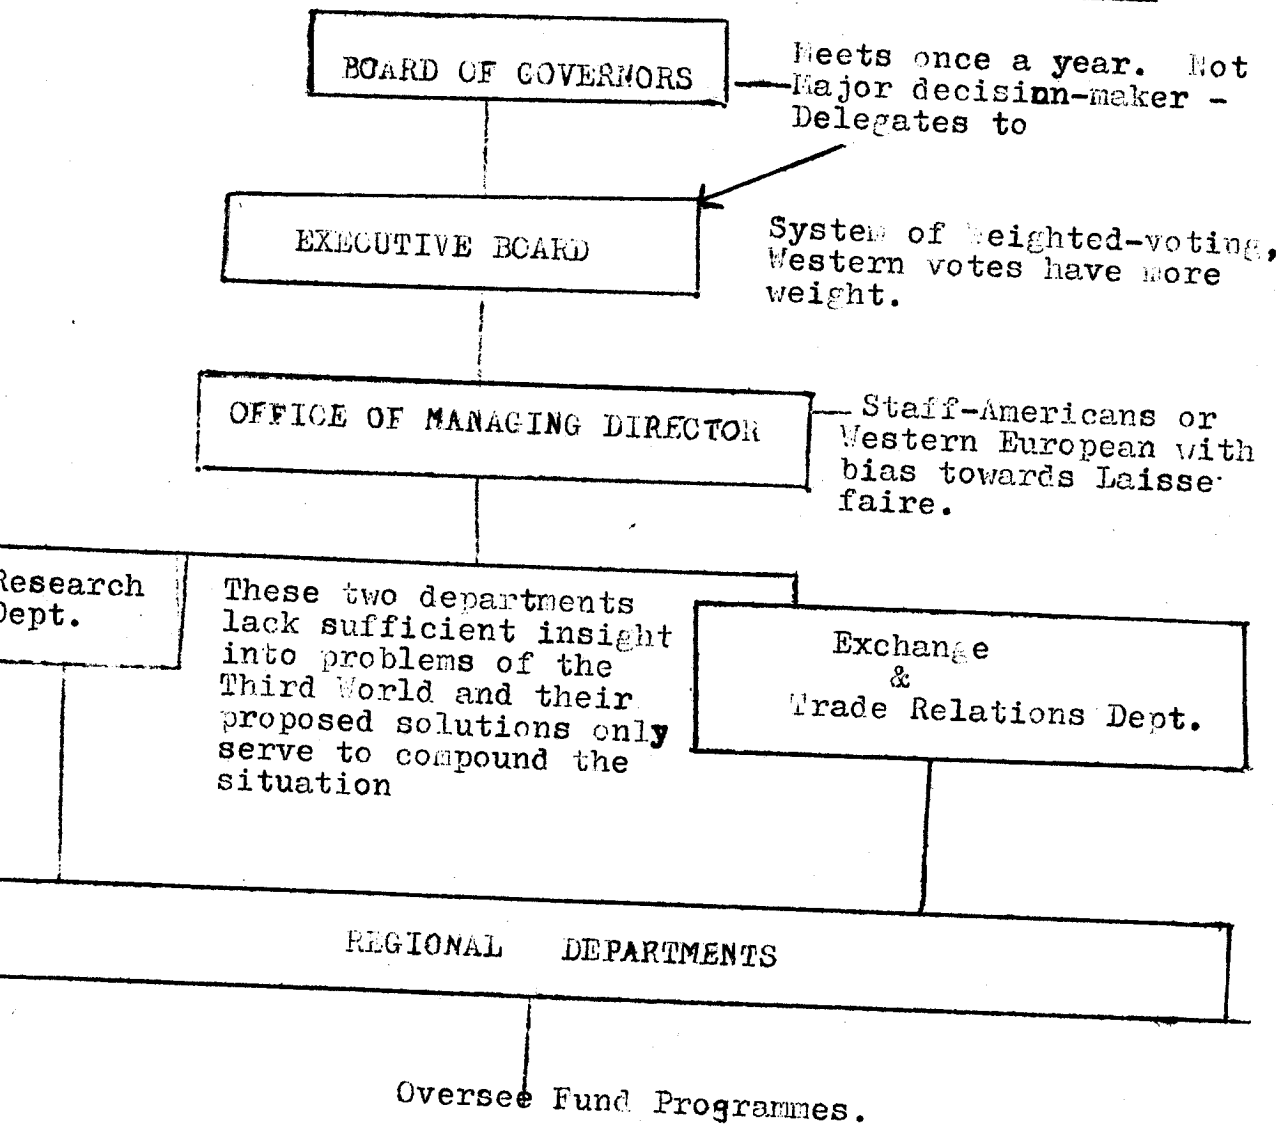 BOARD OF GOVERNORS
Meets once a year. Not
Major decision-maker -
Delegates to
EXECUTIVE BOARD
System of Weighted-voting,
Western votes have more
weight.
OFFICE OF MANAGING DIRECTOR
Staff-Americans or
Western European with
bias towards Laisse
faire.
Research
Dept.
These two departments
lack sufficient insight
into problems of the
Third World and their
proposed solutions only
serve to compound the
situation
Exchange
&
Trade Relations Dept.
REGIONAL DEPARTMENTS
Oversee Fund Programmes.